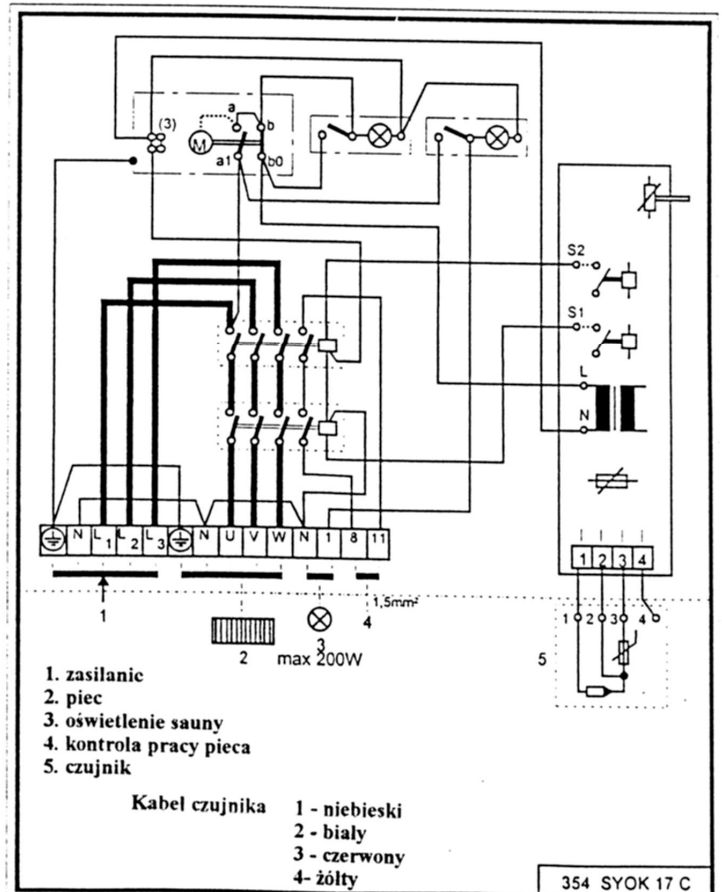 (3)
a
b
M
a1
b0
S2
S1
L
N
N L1 L2 L3 N U V W N 1 8 11
1 2 3 4
1,5mm²
1 2 3 4
1
2
3
4
5
max 200W
1. zasilanic
2. piec
3. oświetlenie sauny
4. kontrola pracy pieca
5. czujnik
Kabel czujnika 1 - niebieski
2 - biały
3 - czerwony
4- żółty
354 SYOK 17 C